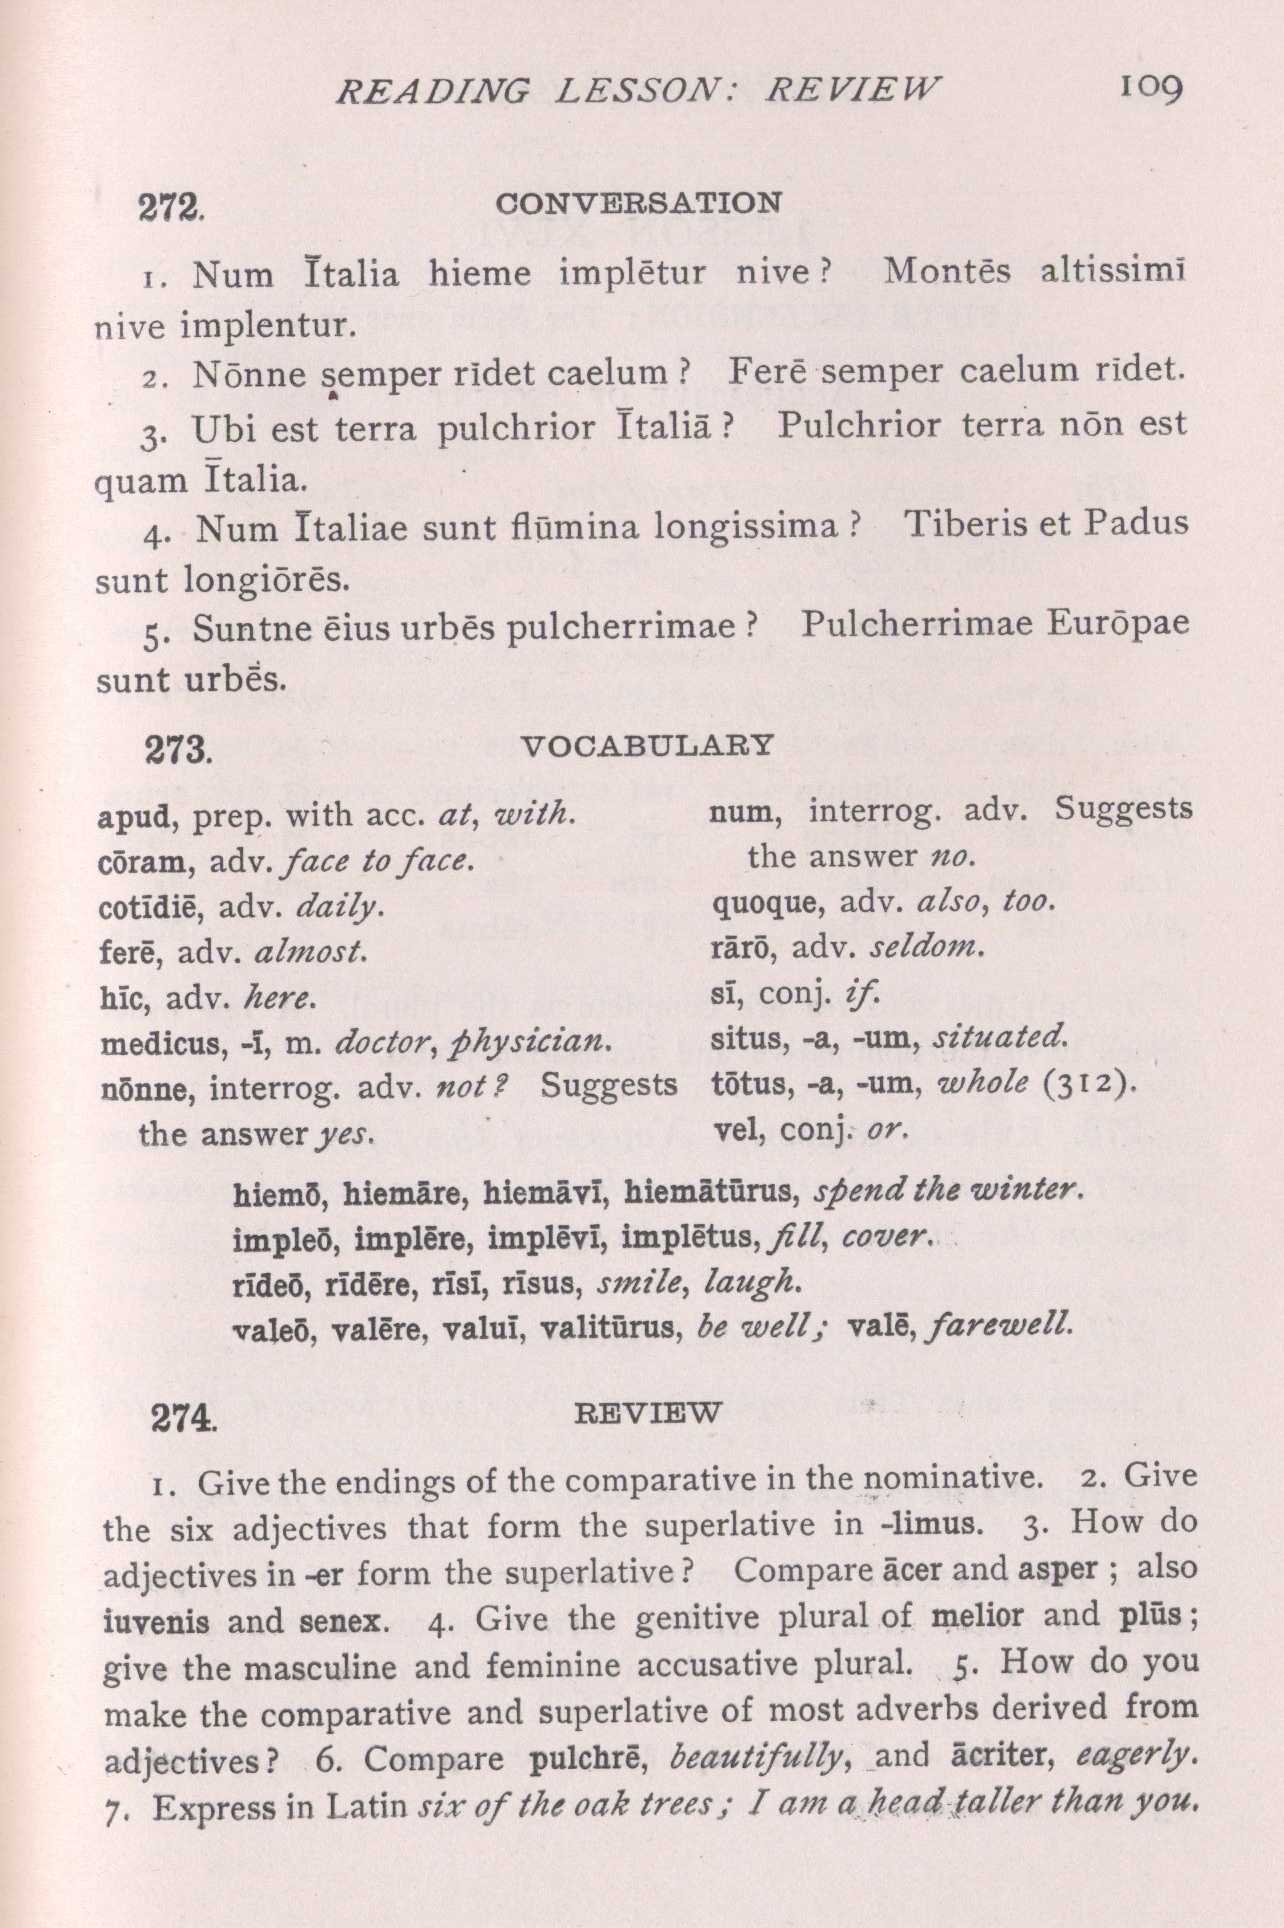 READING LESSON: REVIEW 109
272. CONVERSATION
1. Num Ītalia hieme implētur nive? Montēs altissimī
nive implentur.
2. Nōnne semper rīdet caelum? Ferē semper caelum rīdet.
3. Ubi est terra pulchrior Ītaliā? Pulchrior terra nōn est
quam Ītalia.
4. Num Ītaliae sunt flūmina longissima? Tiberis et Padus
sunt longiōrēs.
5. Suntne ēius urbēs pulcherrimae? Pulcherrimae Eurōpae
sunt urbēs.
273. VOCABULARY
apud, prep. with acc. at, with.
cōram, adv. face to face.
cotīdiē, adv. daily.
ferē, adv. almost.
hīc, adv. here.
medicus, -ī, m. doctor, physician.
nōnne, interrog. adv. not? Suggests
the answer yes.
num, interrog. adv. Suggests
the answer no.
quoque, adv. also, too.
rārō, adv. seldom.
sī, conj. if.
situs, -a, -um, situated.
tōtus, -a, -um, whole (312).
vel, conj. or.
hiemō, hiemāre, hiemāvī, hiemātūrus, spend the winter.
impleō, implēre, implēvī, implētus, fill, cover.
rīdeō, rīdēre, rīsī, rīsus, smile, laugh.
valeō, valēre, valuī, valitūrus, be well; valē, farewell.
274. REVIEW
1. Give the endings of the comparative in the nominative. 2. Give
the six adjectives that form the superlative in -limus. 3. How do
adjectives in -er form the superlative? Compare ācer and asper; also
iuvenis and senex. 4. Give the genitive plural of melior and plūs;
give the masculine and feminine accusative plural. 5. How do you
make the comparative and superlative of most adverbs derived from
adjectives? 6. Compare pulchrē, beautifully, and ācriter, eagerly.
7. Express in Latin six of the oak trees; I am a head taller than you.